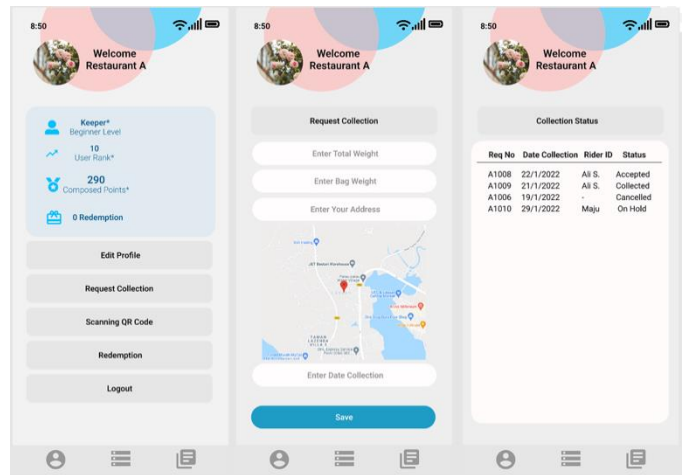 8:50
Welcome
Restaurant A
Keeper*
Beginner Level
10
User Rank*
290
Composed Points*
0 Redemption
Edit Profile
Request Collection
Scanning QR Code
Redemption
Logout
8:50
Welcome
Restaurant A
Request Collection
Enter Total Weight
Enter Bag Weight
Enter Your Address
Enter Date Collection
Save
8:50
Welcome
Restaurant A
Collection Status
Req No Date Collection Rider ID Status
A1008 22/1/2022 Ali S. Accepted
A1009 21/1/2022 Ali S. Collected
A1006 19/1/2022 - Cancelled
A1010 29/1/2022 Maju On Hold